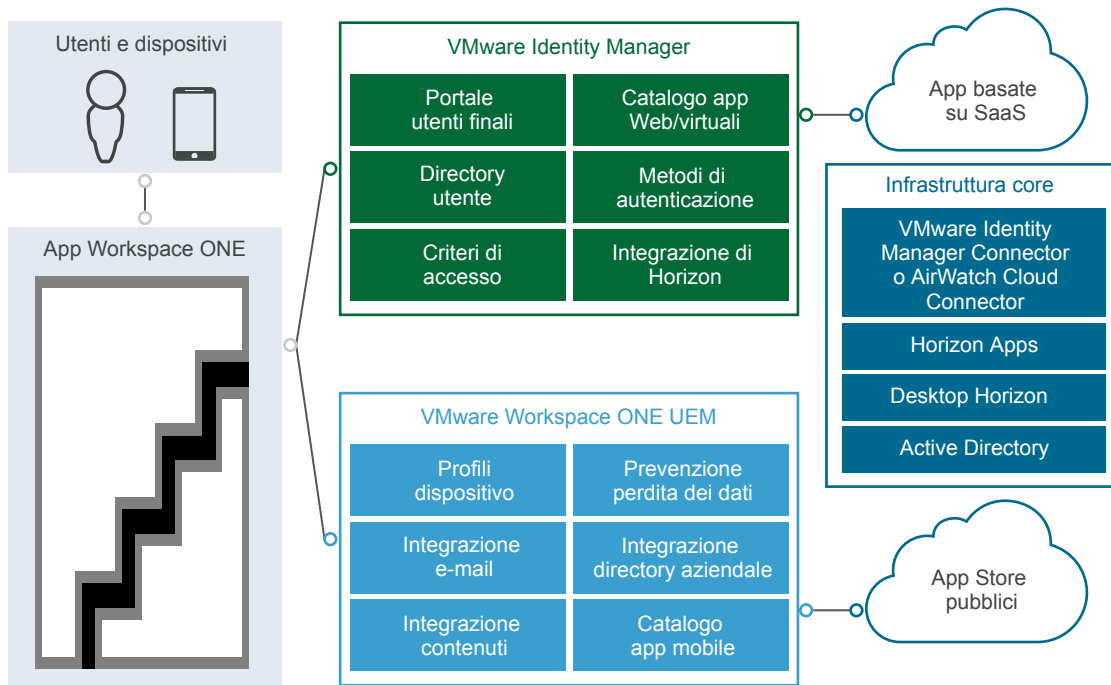 Utenti e dispositivi
App Workspace ONE
VMware Identity Manager
Portale
utenti finali
Catalogo app
Web/virtuali
Directory
utente
Metodi di
autenticazione
Criteri di
accesso
Integrazione di
Horizon
VMware Workspace ONE UEM
Profili
dispositivo
Prevenzione
perdita dei dati
Integrazione
e-mail
Integrazione
directory aziendale
Integrazione
contenuti
Catalogo
app mobile
App basate
su SaaS
Infrastruttura core
VMware Identity
Manager Connector
o AirWatch Cloud
Connector
Horizon Apps
Desktop Horizon
Active Directory
App Store
pubblici